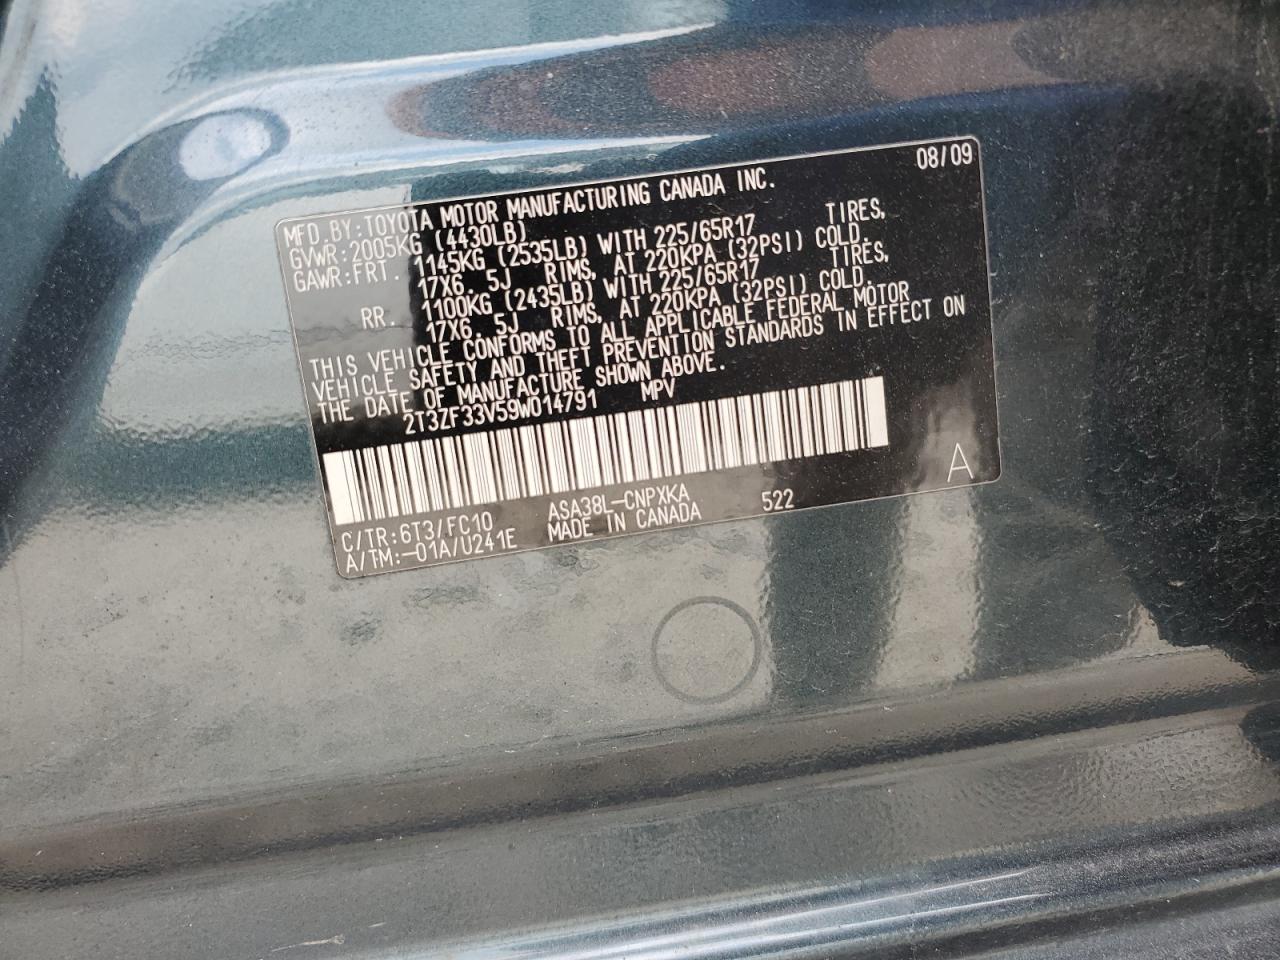 08/09
MFD.BY:TOYOTA MOTOR MANUFACTURING CANADA INC.
GVWR:2005KG (4430LB)
GAWR:FRT. 1145KG (2535LB) WITH 225/65R17 TIRES,
17X6.5J RIMS, AT 220KPA (32PSI) COLD.
RR. 1100KG (2435LB) WITH 225/65R17 TIRES,
17X6.5J RIMS, AT 220KPA (32PSI) COLD.
THIS VEHICLE CONFORMS TO ALL APPLICABLE FEDERAL MOTOR
VEHICLE SAFETY AND THEFT PREVENTION STANDARDS IN EFFECT ON
THE DATE OF MANUFACTURE SHOWN ABOVE.
2T3ZF33V59W014791 MPV
C/TR:6T3/FC10 ASA38L-CNPXKA
A/TM:-01A/U241E MADE IN CANADA 522
A